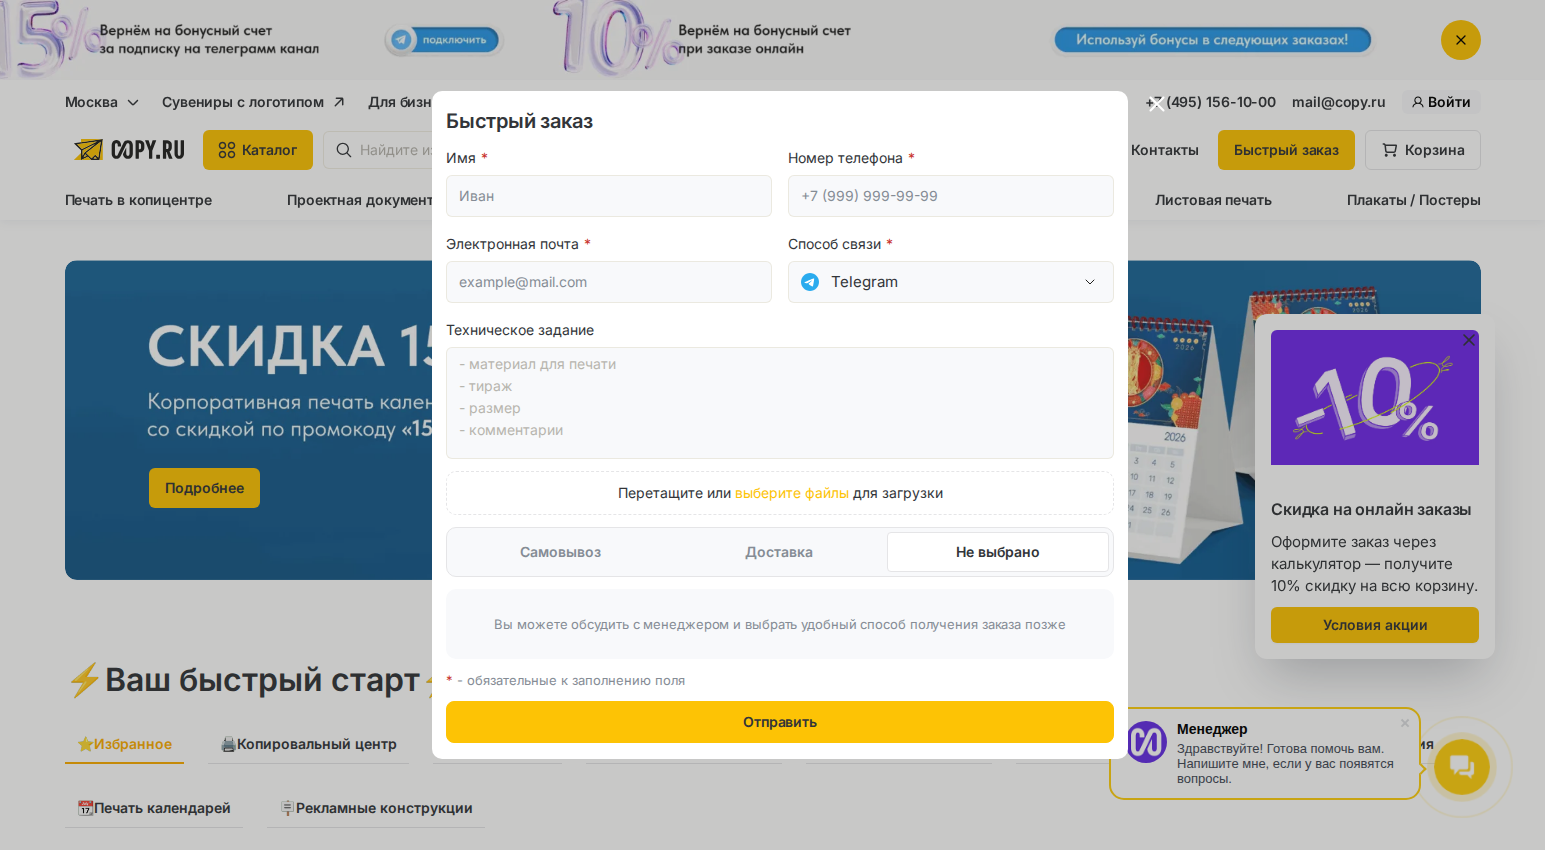 15%
Вернём на бонусный счет
за подписку на телеграмм канал
подключить
10%
Вернём на бонусный счет
при заказе онлайн
Используй бонусы в следующих заказах!
Москва
Сувениры с логотипом
Для бизн
+7 (495) 156-10-00
mail@copy.ru
Войти
COPY.RU
Каталог
Найдите из
Контакты
Быстрый заказ
Корзина
Печать в копицентре
Проектная документ
Листовая печать
Плакаты / Постеры
СКИДКА 15
Корпоративная печать кален
со скидкой по промокоду «15
Подробнее
2026
2026
Быстрый заказ
Имя *
Иван
Номер телефона *
+7 (999) 999-99-99
Электронная почта *
example@mail.com
Способ связи *
Telegram
Техническое задание
- материал для печати
- тираж
- размер
- комментарии
Перетащите или выберите файлы для загрузки
Самовывоз
Доставка
Не выбрано
Вы можете обсудить с менеджером и выбрать удобный способ получения заказа позже
* - обязательные к заполнению поля
Отправить
-10%
Скидка на онлайн заказы
Оформите заказ через
калькулятор — получите
10% скидку на всю корзину.
Условия акции
⚡Ваш быстрый старт⚡
⭐Избранное
🖨️Копировальный центр
ия
📆Печать календарей
🪧Рекламные конструкции
Менеджер
Здравствуйте! Готова помочь вам.
Напишите мне, если у вас появятся
вопросы.